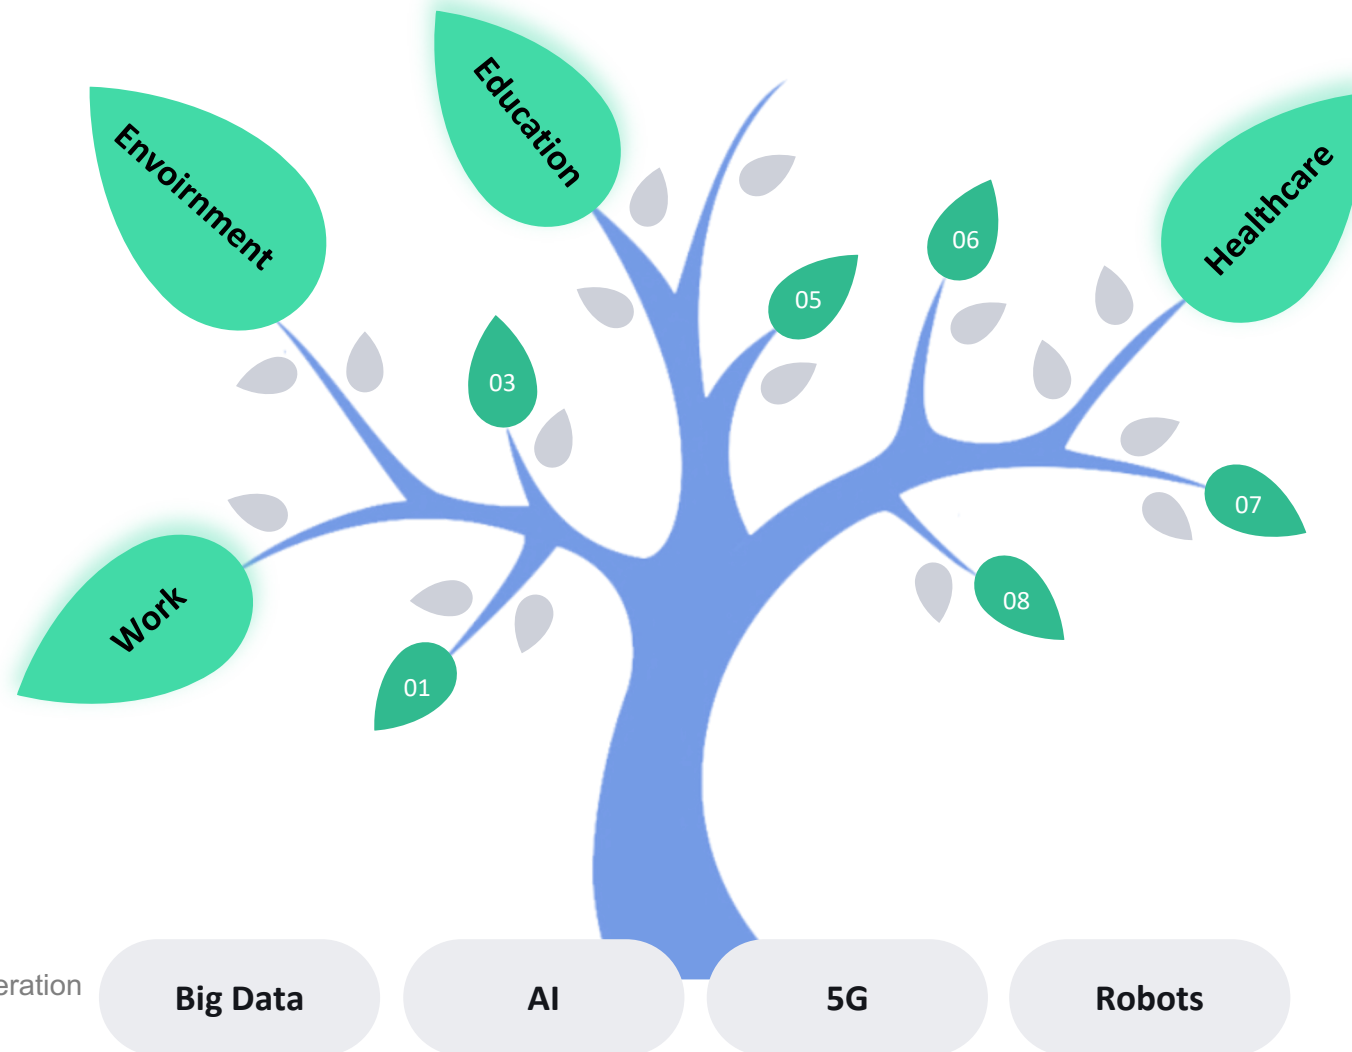 Education
Envoirnment
Healthcare
06
05
03
07
Work
08
01
eration
Big Data
AI
5G
Robots